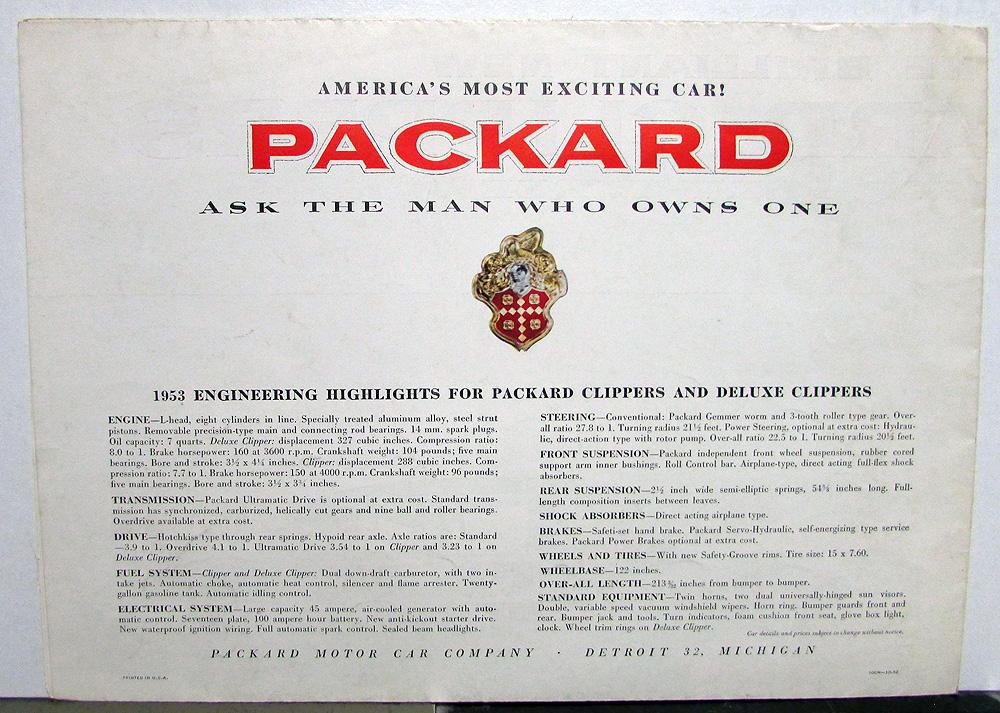 AMERICA'S MOST EXCITING CAR!
PACKARD
ASK THE MAN WHO OWNS ONE
1953 ENGINEERING HIGHLIGHTS FOR PACKARD CLIPPERS AND DELUXE CLIPPERS
ENGINE—L-head, eight cylinders in line. Specially treated aluminum alloy, steel strut
pistons. Removable precision-type main and connecting rod bearings. 14 mm. spark plugs.
Oil capacity: 7 quarts. Deluxe Clipper: displacement 327 cubic inches. Compression ratio:
8.0 to 1. Brake horsepower: 160 at 3600 r.p.m. Crankshaft weight: 104 pounds; five main
bearings. Bore and stroke: 3½ x 4¼ inches. Clipper: displacement 288 cubic inches. Com-
pression ratio: 7.7 to 1. Brake horsepower: 150 at 4000 r.p.m. Crankshaft weight: 96 pounds;
five main bearings. Bore and stroke: 3½ x 3¾ inches.
TRANSMISSION—Packard Ultramatic Drive is optional at extra cost. Standard trans-
mission has synchronized, carburized, helically cut gears and nine ball and roller bearings.
Overdrive available at extra cost.
DRIVE—Hotchkiss type through rear springs. Hypoid rear axle. Axle ratios are: Standard
—3.9 to 1. Overdrive 4.1 to 1. Ultramatic Drive 3.54 to 1 on Clipper and 3.23 to 1 on
Deluxe Clipper.
FUEL SYSTEM—Clipper and Deluxe Clipper: Dual down-draft carburetor, with two in-
take jets. Automatic choke, automatic heat control, silencer and flame arrester. Twenty-
gallon gasoline tank. Automatic idling control.
ELECTRICAL SYSTEM—Large capacity 45 ampere, air-cooled generator with auto-
matic control. Seventeen plate, 100 ampere hour battery. New anti-kickout starter drive.
New waterproof ignition wiring. Full automatic spark control. Sealed beam headlights.
STEERING—Conventional: Packard Gemmer worm and 3-tooth roller type gear. Over-
all ratio 27.8 to 1. Turning radius 21½ feet. Power Steering, optional at extra cost: Hydrau-
lic, direct-action type with rotor pump. Over-all ratio 22.5 to 1. Turning radius 20½ feet.
FRONT SUSPENSION—Packard independent front wheel suspension, rubber cored
support arm inner bushings. Roll Control bar. Airplane-type, direct acting full-flex shock
absorbers.
REAR SUSPENSION—2½ inch wide semi-elliptic springs, 54⅝ inches long. Full-
length composition inserts between leaves.
SHOCK ABSORBERS—Direct acting airplane type.
BRAKES—Safeti-set hand brake. Packard Servo-Hydraulic, self-energizing type service
brakes. Packard Power Brakes optional at extra cost.
WHEELS AND TIRES—With new Safety-Groove rims. Tire size: 15 x 7.60.
WHEELBASE—122 inches.
OVER-ALL LENGTH—213 inches from bumper to bumper.
STANDARD EQUIPMENT—Twin horns, two dual universally-hinged sun visors.
Double, variable speed vacuum windshield wipers. Horn ring. Bumper guards front and
rear. Bumper jack and tools. Turn indicators, foam cushion front seat, glove box light,
clock. Wheel trim rings on Deluxe Clipper.
Car details and prices subject to change without notice.
PACKARD MOTOR CAR COMPANY · DETROIT 32, MICHIGAN
PRINTED IN U.S.A.